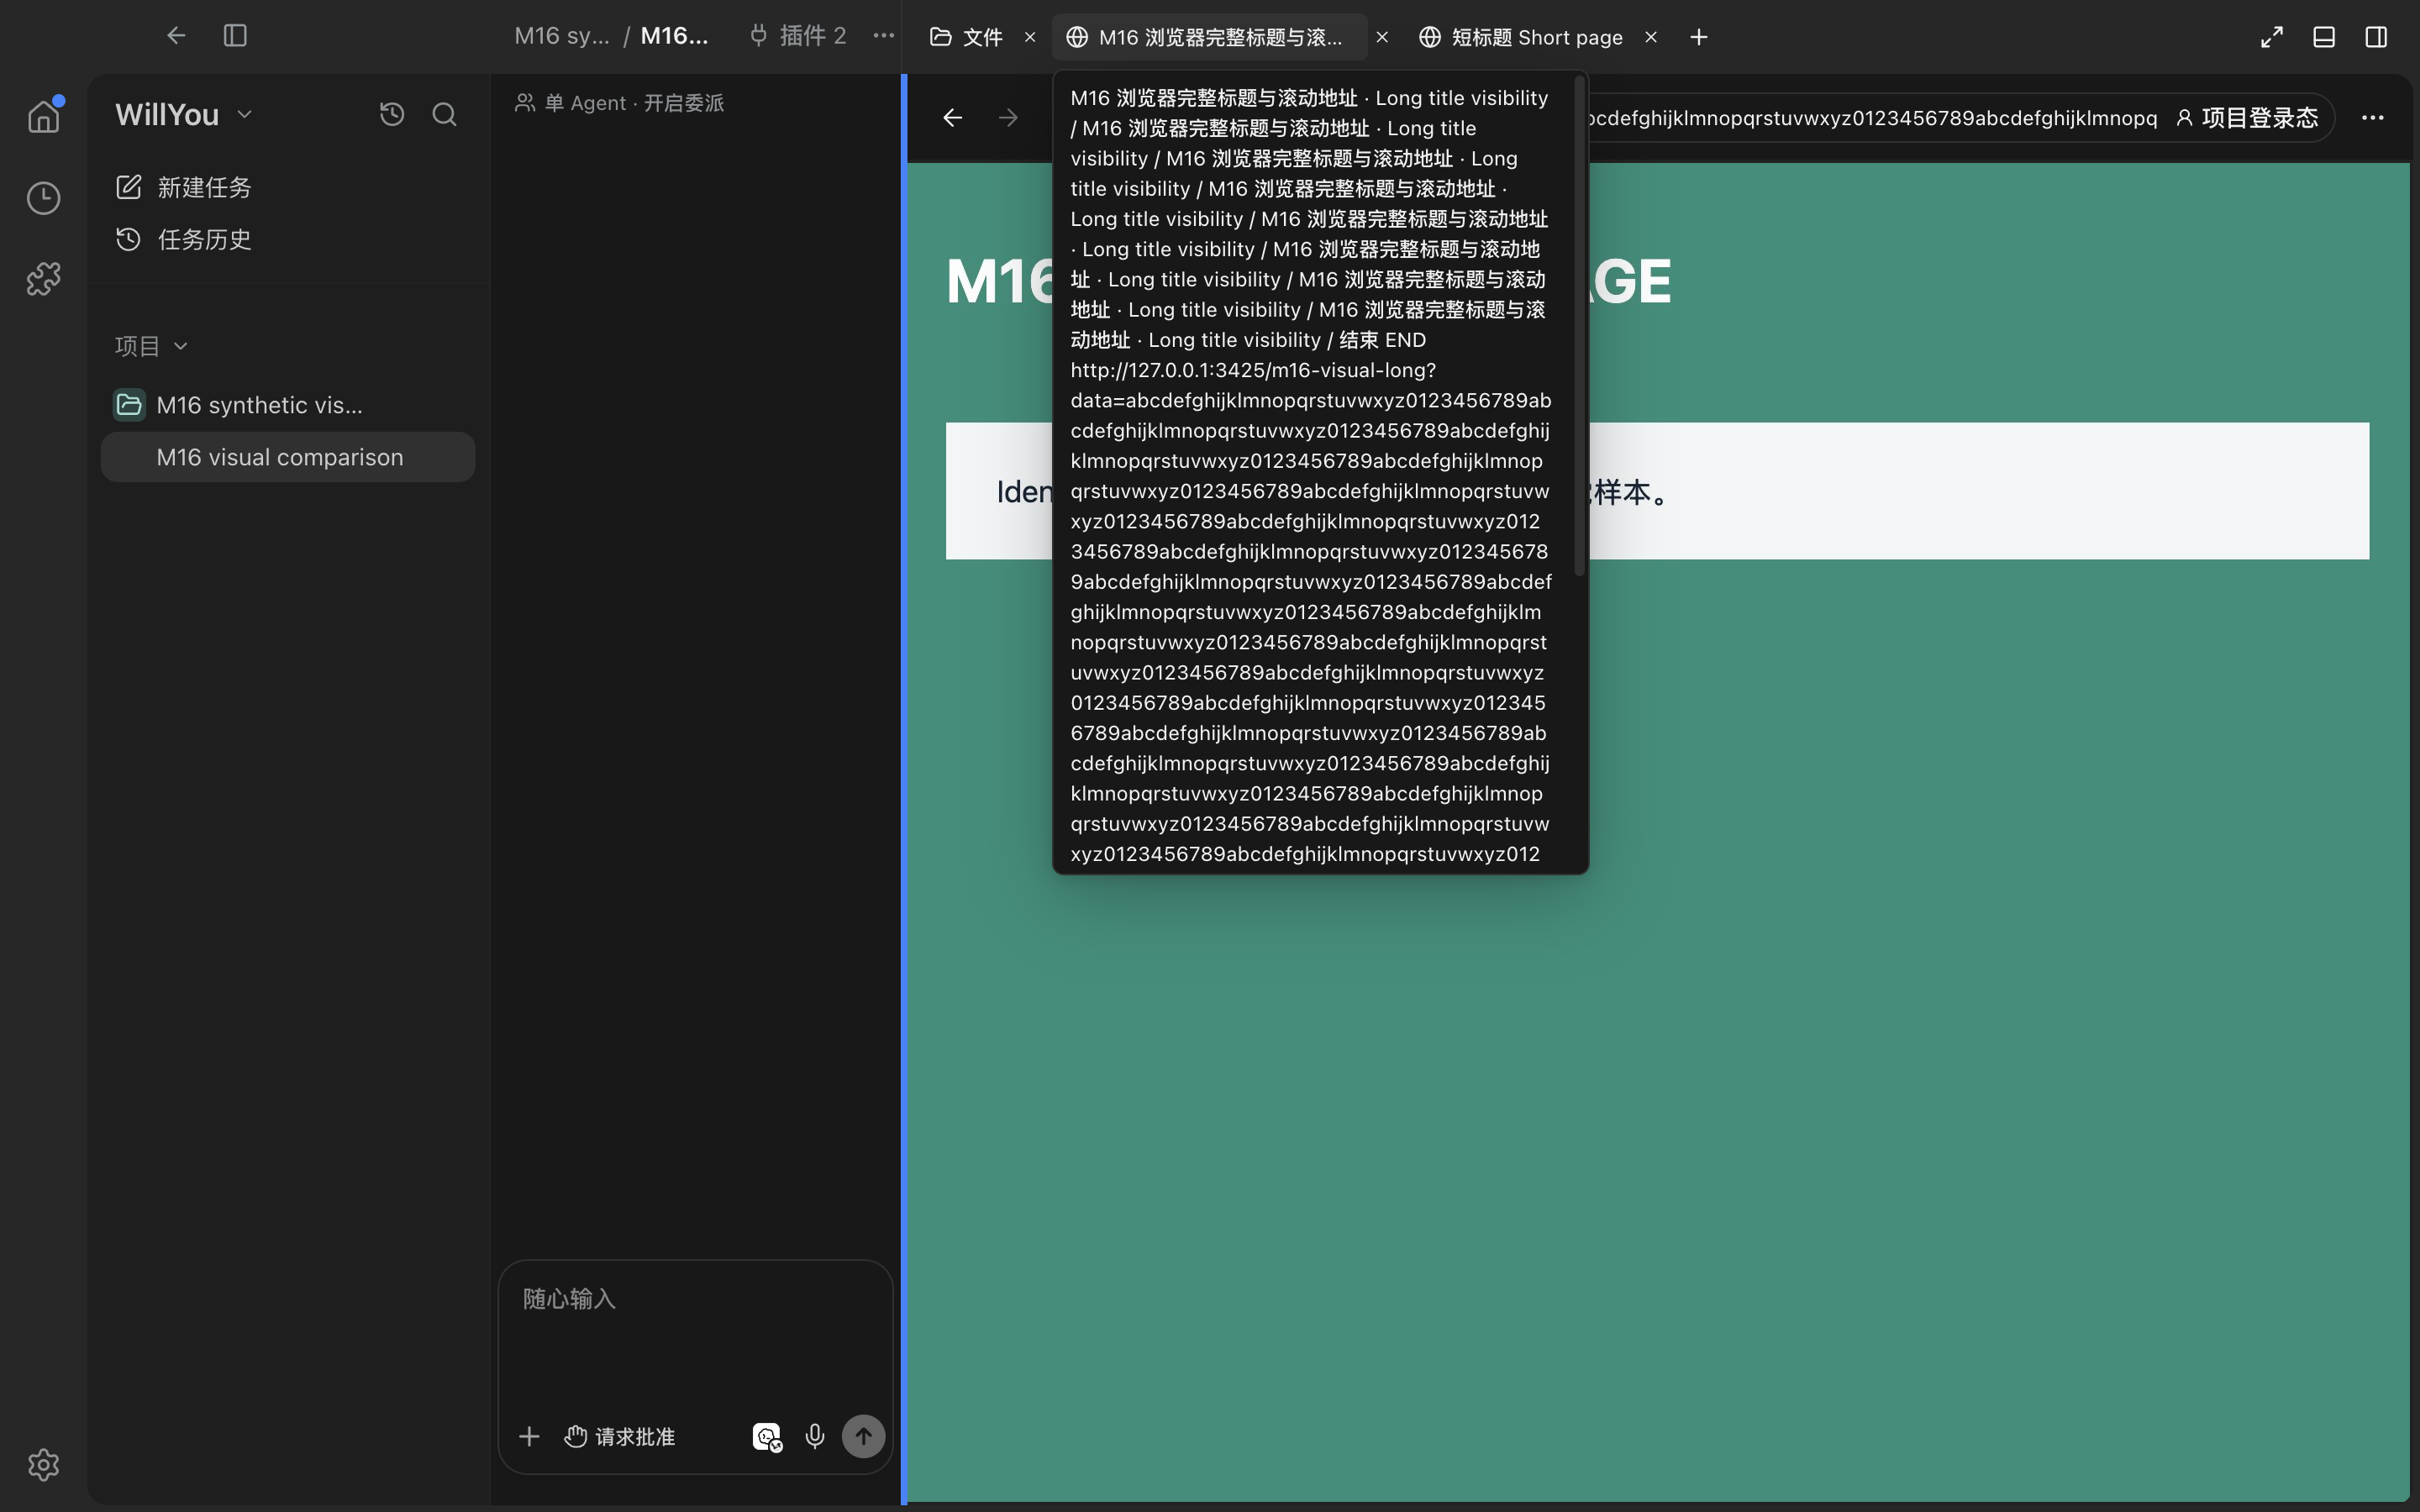 M16 sy... / M16...
插件 2
文件
M16 浏览器完整标题与滚...
短标题 Short page
WillYou
新建任务
任务历史
项目
M16 synthetic vis...
M16 visual comparison
单 Agent · 开启委派
随心输入
请求批准
cdefghijklmnopqrstuvwxyz0123456789abcdefghijklmnopq
项目登录态
M16 浏览器完整标题与滚动地址 · Long title visibility
/ M16 浏览器完整标题与滚动地址 · Long title
visibility / M16 浏览器完整标题与滚动地址 · Long
title visibility / M16 浏览器完整标题与滚动地址 ·
Long title visibility / M16 浏览器完整标题与滚动地址
· Long title visibility / M16 浏览器完整标题与滚动地
址 · Long title visibility / M16 浏览器完整标题与滚动
地址 · Long title visibility / M16 浏览器完整标题与滚
动地址 · Long title visibility / 结束 END
http://127.0.0.1:3425/m16-visual-long?
data=abcdefghijklmnopqrstuvwxyz0123456789ab
cdefghijklmnopqrstuvwxyz0123456789abcdefghij
klmnopqrstuvwxyz0123456789abcdefghijklmnop
qrstuvwxyz0123456789abcdefghijklmnopqrstuvw
xyz0123456789abcdefghijklmnopqrstuvwxyz012
3456789abcdefghijklmnopqrstuvwxyz012345678
9abcdefghijklmnopqrstuvwxyz0123456789abcdef
ghijklmnopqrstuvwxyz0123456789abcdefghijklm
nopqrstuvwxyz0123456789abcdefghijklmnopqrst
uvwxyz0123456789abcdefghijklmnopqrstuvwxyz
0123456789abcdefghijklmnopqrstuvwxyz012345
6789abcdefghijklmnopqrstuvwxyz0123456789ab
cdefghijklmnopqrstuvwxyz0123456789abcdefghij
klmnopqrstuvwxyz0123456789abcdefghijklmnop
qrstuvwxyz0123456789abcdefghijklmnopqrstuvw
xyz0123456789abcdefghijklmnopqrstuvwxyz012
M16 GE
Iden 样本。